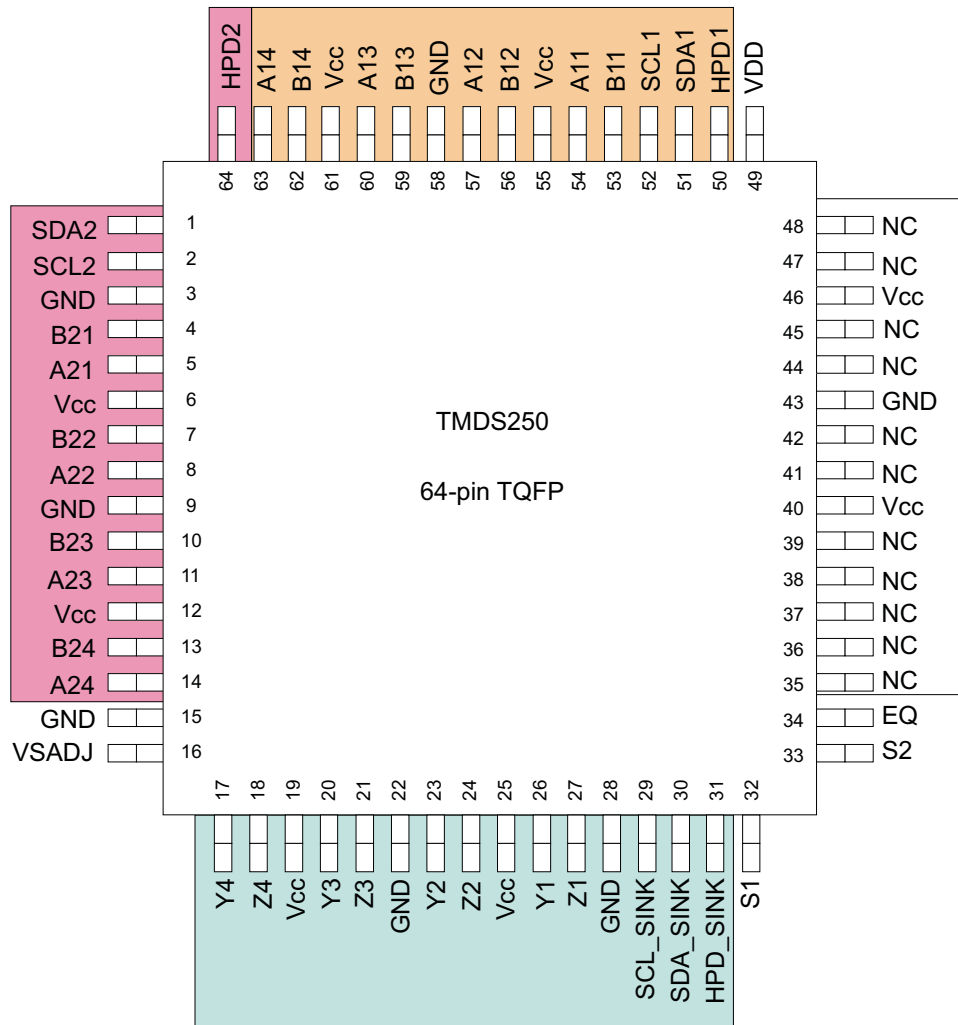 HPD2
A14
B14
Vcc
A13
B13
GND
A12
B12
Vcc
A11
B11
SCL1
SDA1
HPD1
VDD
64
63
62
61
60
59
58
57
56
55
54
53
52
51
50
49
SDA2 1
SCL2 2
GND 3
B21 4
A21 5
Vcc 6
B22 7
A22 8
GND 9
B23 10
A23 11
Vcc 12
B24 13
A24 14
GND 15
VSADJ 16
TMDS250
64-pin TQFP
48 NC
47 NC
46 Vcc
45 NC
44 NC
43 GND
42 NC
41 NC
40 Vcc
39 NC
38 NC
37 NC
36 NC
35 NC
34 EQ
33 S2
17
18
19
20
21
22
23
24
25
26
27
28
29
30
31
32
Y4
Z4
Vcc
Y3
Z3
GND
Y2
Z2
Vcc
Y1
Z1
GND
SCL_SINK
SDA_SINK
HPD_SINK
S1